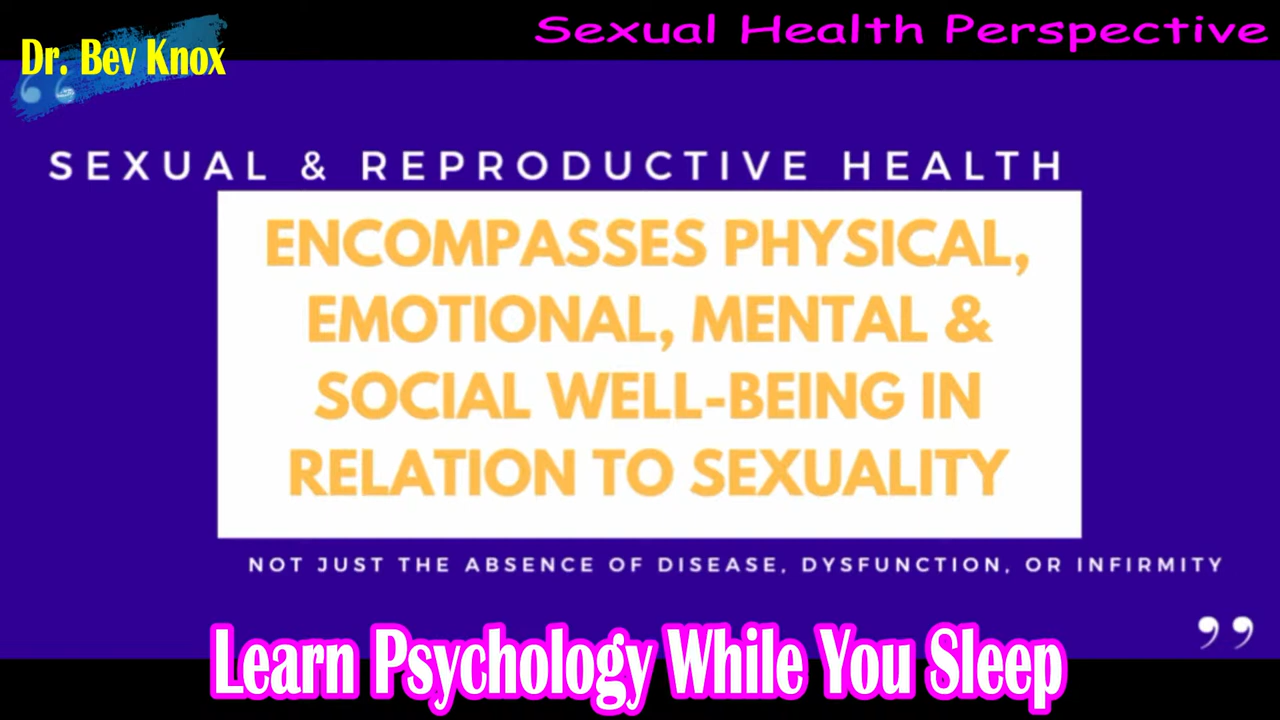 Sexual Health Perspective
Dr. Bev Knox
“
SEXUAL & REPRODUCTIVE HEALTH
ENCOMPASSES PHYSICAL,
EMOTIONAL, MENTAL &
SOCIAL WELL-BEING IN
RELATION TO SEXUALITY
NOT JUST THE ABSENCE OF DISEASE, DYSFUNCTION, OR INFIRMITY
”
Learn Psychology While You Sleep